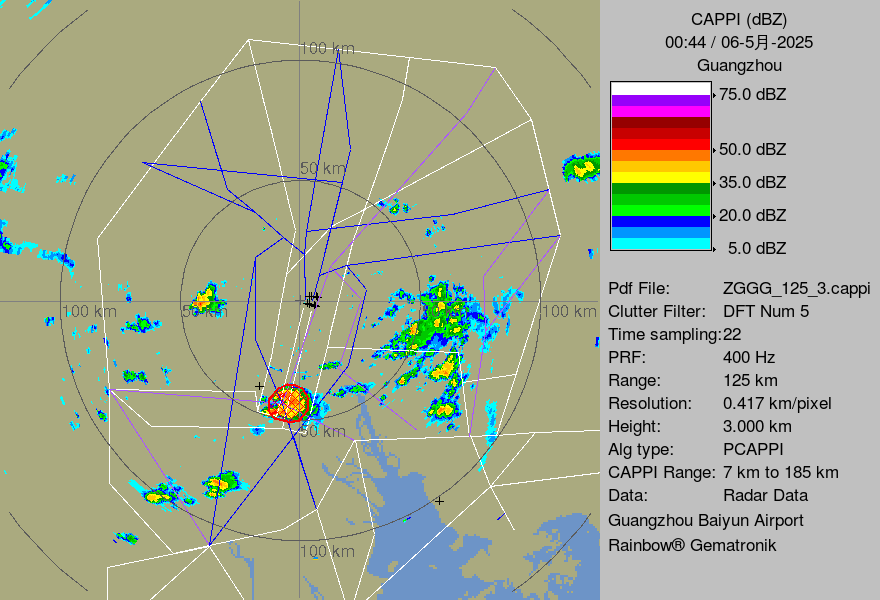 CAPPI (dBZ)
00:44 / 06-5月-2025
Guangzhou
75.0 dBZ
50.0 dBZ
35.0 dBZ
20.0 dBZ
5.0 dBZ
Pdf File: ZGGG_125_3.cappi
Clutter Filter: DFT Num 5
Time sampling:22
PRF: 400 Hz
Range: 125 km
Resolution: 0.417 km/pixel
Height: 3.000 km
Alg type: PCAPPI
CAPPI Range: 7 km to 185 km
Data: Radar Data
Guangzhou Baiyun Airport
Rainbow® Gematronik
100 km
50 km
100 km
50 km
100 km
50 km
100 km